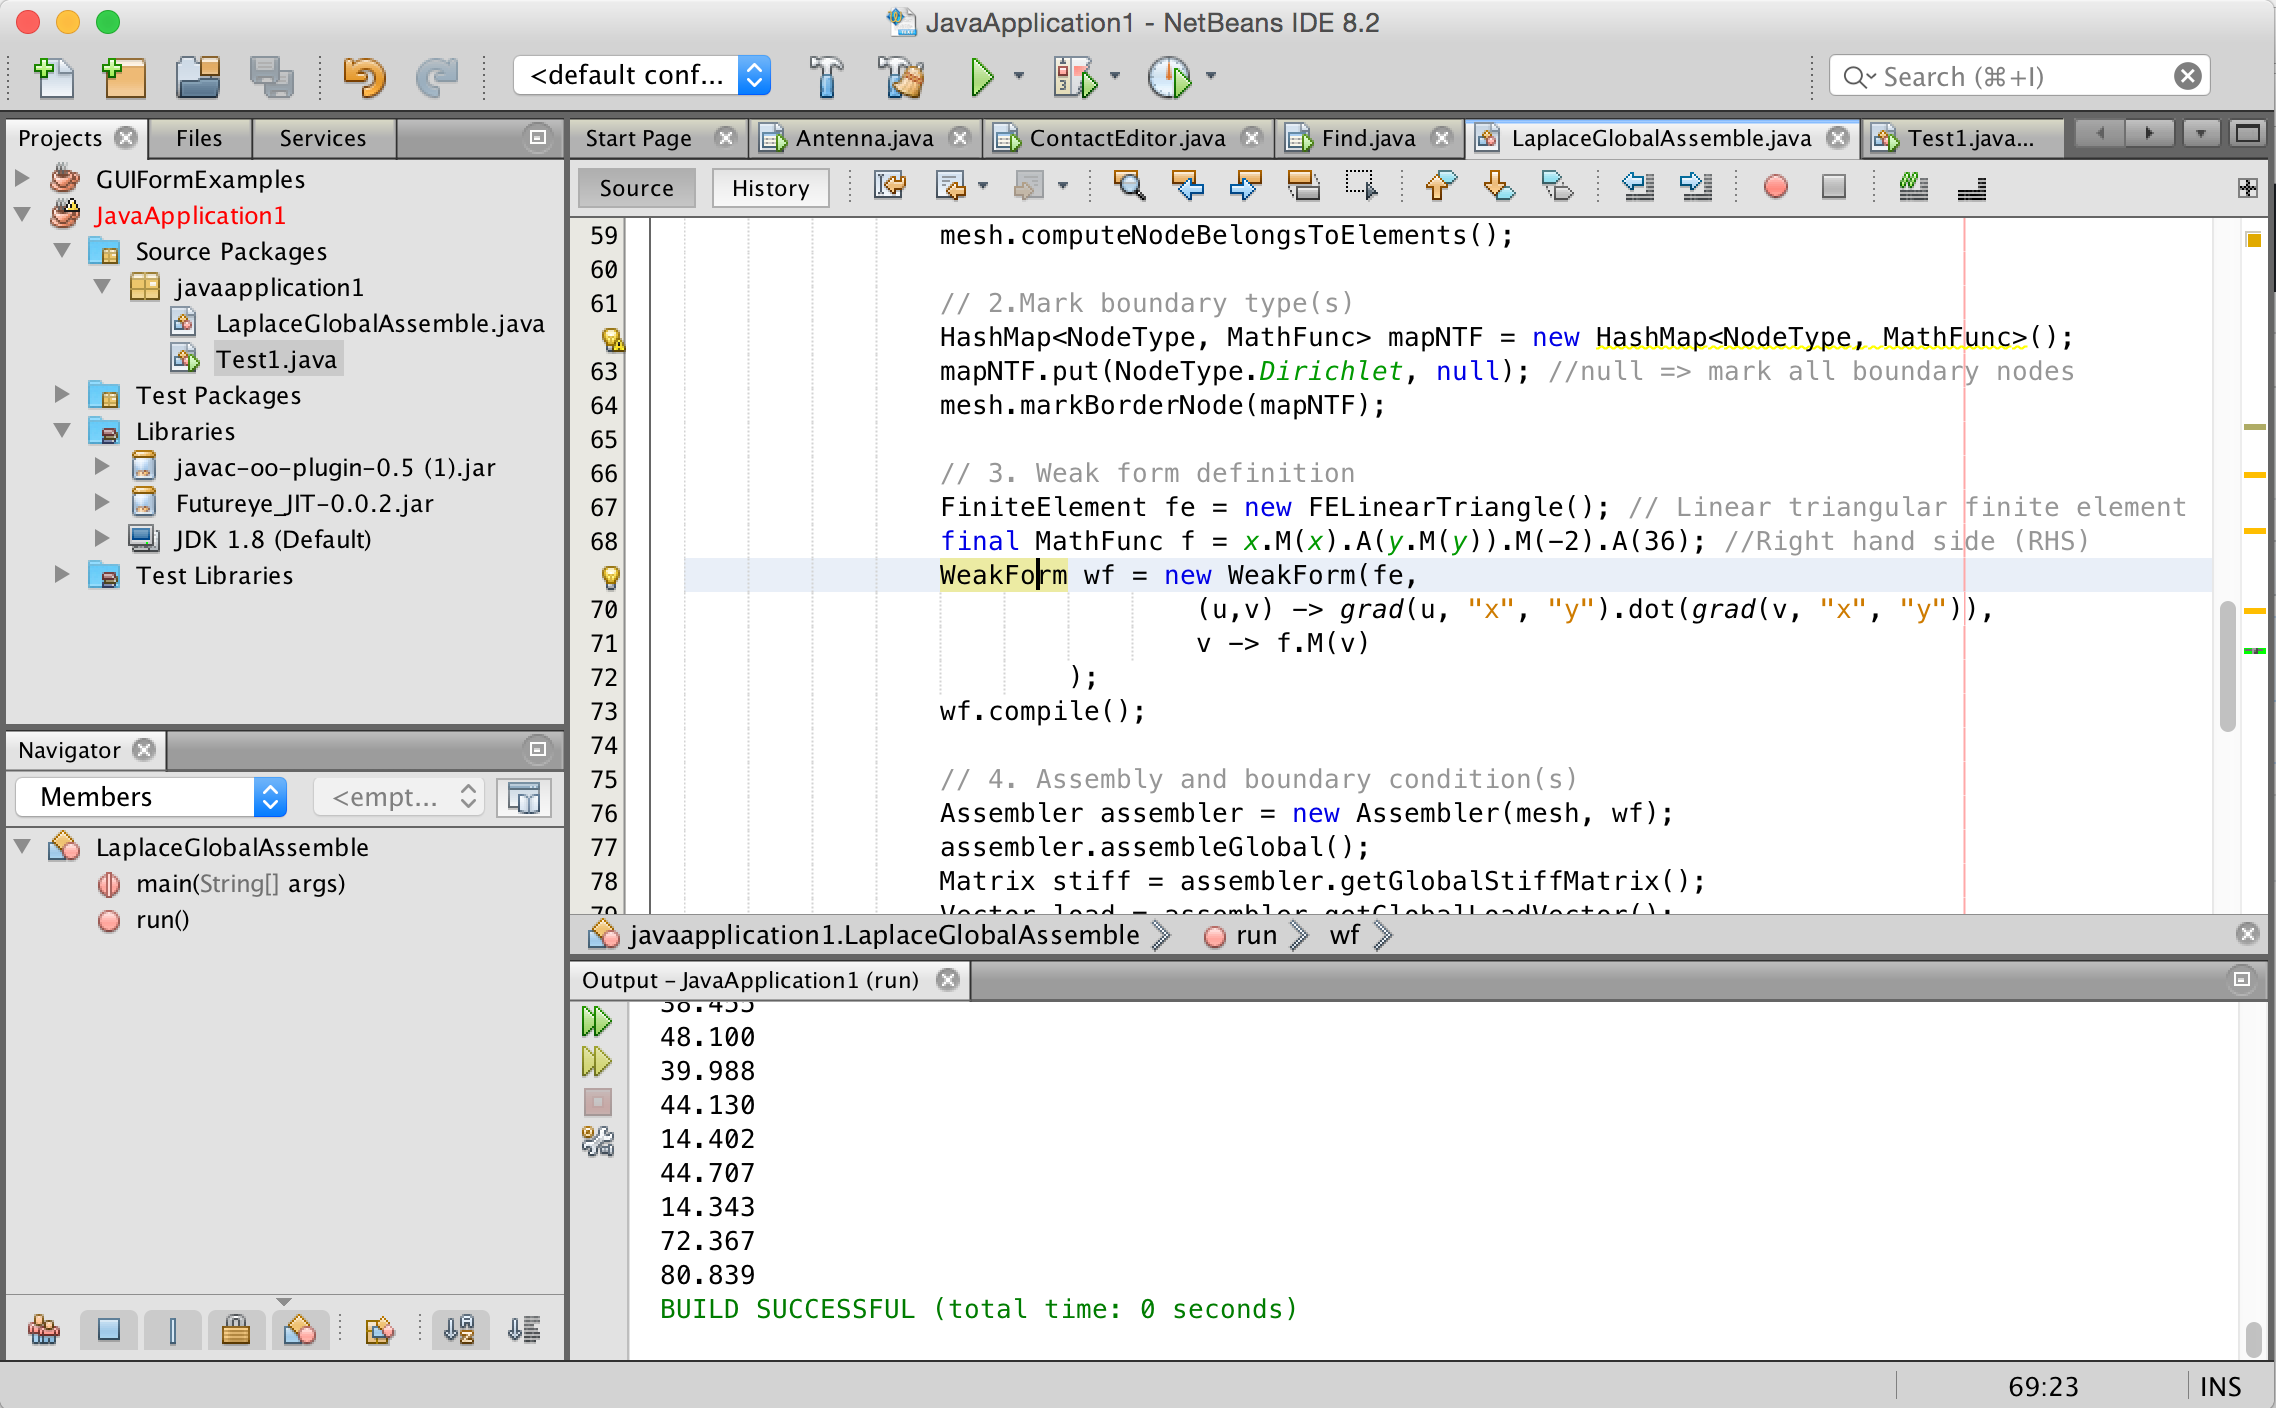 JavaApplication1 - NetBeans IDE 8.2
<default conf...
Search (⌘+I)
Projects
Files
Services
GUIFormExamples
JavaApplication1
Source Packages
javaapplication1
LaplaceGlobalAssemble.java
Test1.java
Test Packages
Libraries
javac-oo-plugin-0.5 (1).jar
Futureye_JIT-0.0.2.jar
JDK 1.8 (Default)
Test Libraries
Navigator
Members
<empt...
LaplaceGlobalAssemble
main(String[] args)
run()
Start Page
Antenna.java
ContactEditor.java
Find.java
LaplaceGlobalAssemble.java
Test1.java...
Source
History
59 mesh.computeNodeBelongsToElements();
60
61 // 2.Mark boundary type(s)
HashMap<NodeType, MathFunc> mapNTF = new HashMap<NodeType, MathFunc>();
63 mapNTF.put(NodeType.Dirichlet, null); //null => mark all boundary nodes
64 mesh.markBorderNode(mapNTF);
65
66 // 3. Weak form definition
67 FiniteElement fe = new FELinearTriangle(); // Linear triangular finite element
68 final MathFunc f = x.M(x).A(y.M(y)).M(-2).A(36); //Right hand side (RHS)
WeakForm wf = new WeakForm(fe,
70 (u,v) -> grad(u, "x", "y").dot(grad(v, "x", "y")),
71 v -> f.M(v)
72 );
73 wf.compile();
74
75 // 4. Assembly and boundary condition(s)
76 Assembler assembler = new Assembler(mesh, wf);
77 assembler.assembleGlobal();
78 Matrix stiff = assembler.getGlobalStiffMatrix();
79 Vector load = assembler.getGlobalLoadVector();
javaapplication1.LaplaceGlobalAssemble
run
wf
Output – JavaApplication1 (run)
38.455
48.100
39.988
44.130
14.402
44.707
14.343
72.367
80.839
BUILD SUCCESSFUL (total time: 0 seconds)
69:23
INS